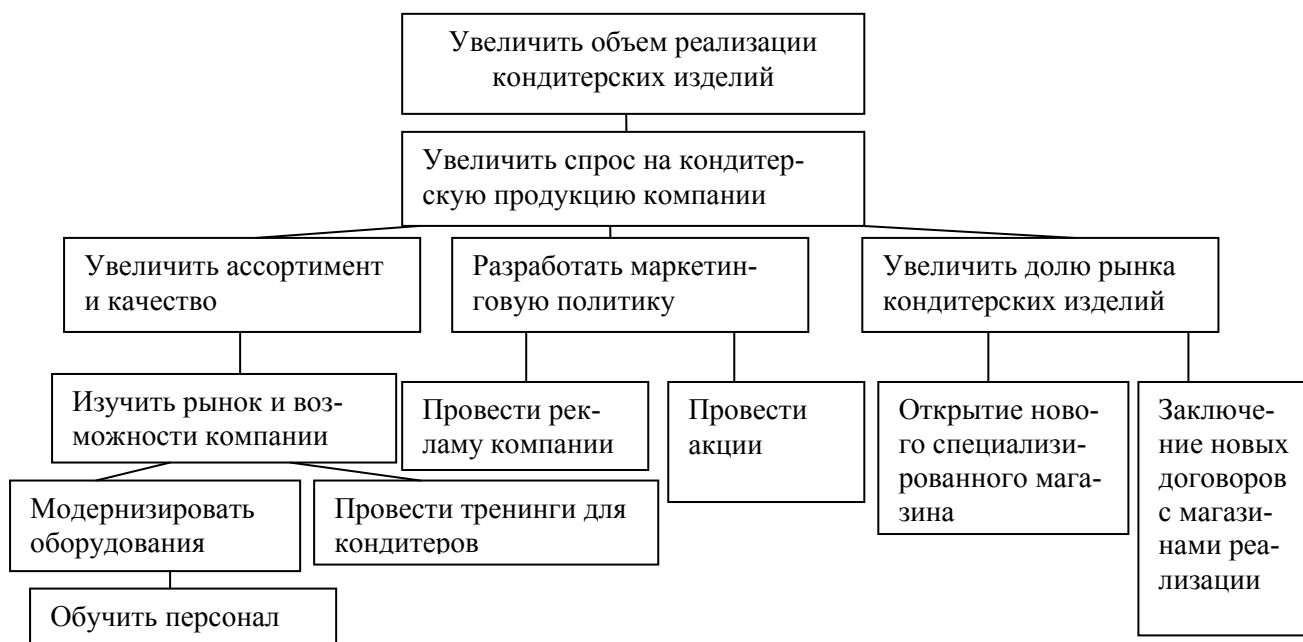 Увеличить объем реализации
кондитерских изделий
Увеличить спрос на кондитер-
скую продукцию компании
Увеличить ассортимент
и качество
Разработать маркетин-
говую политику
Увеличить долю рынка
кондитерских изделий
Изучить рынок и воз-
можности компании
Провести рек-
ламу компании
Провести
акции
Открытие ново-
го специализи-
рованного мага-
зина
Заключе-
ние новых
договоров
с магази-
нами реа-
лизации
Модернизировать
оборудования
Провести тренинги для
кондитеров
Обучить персонал